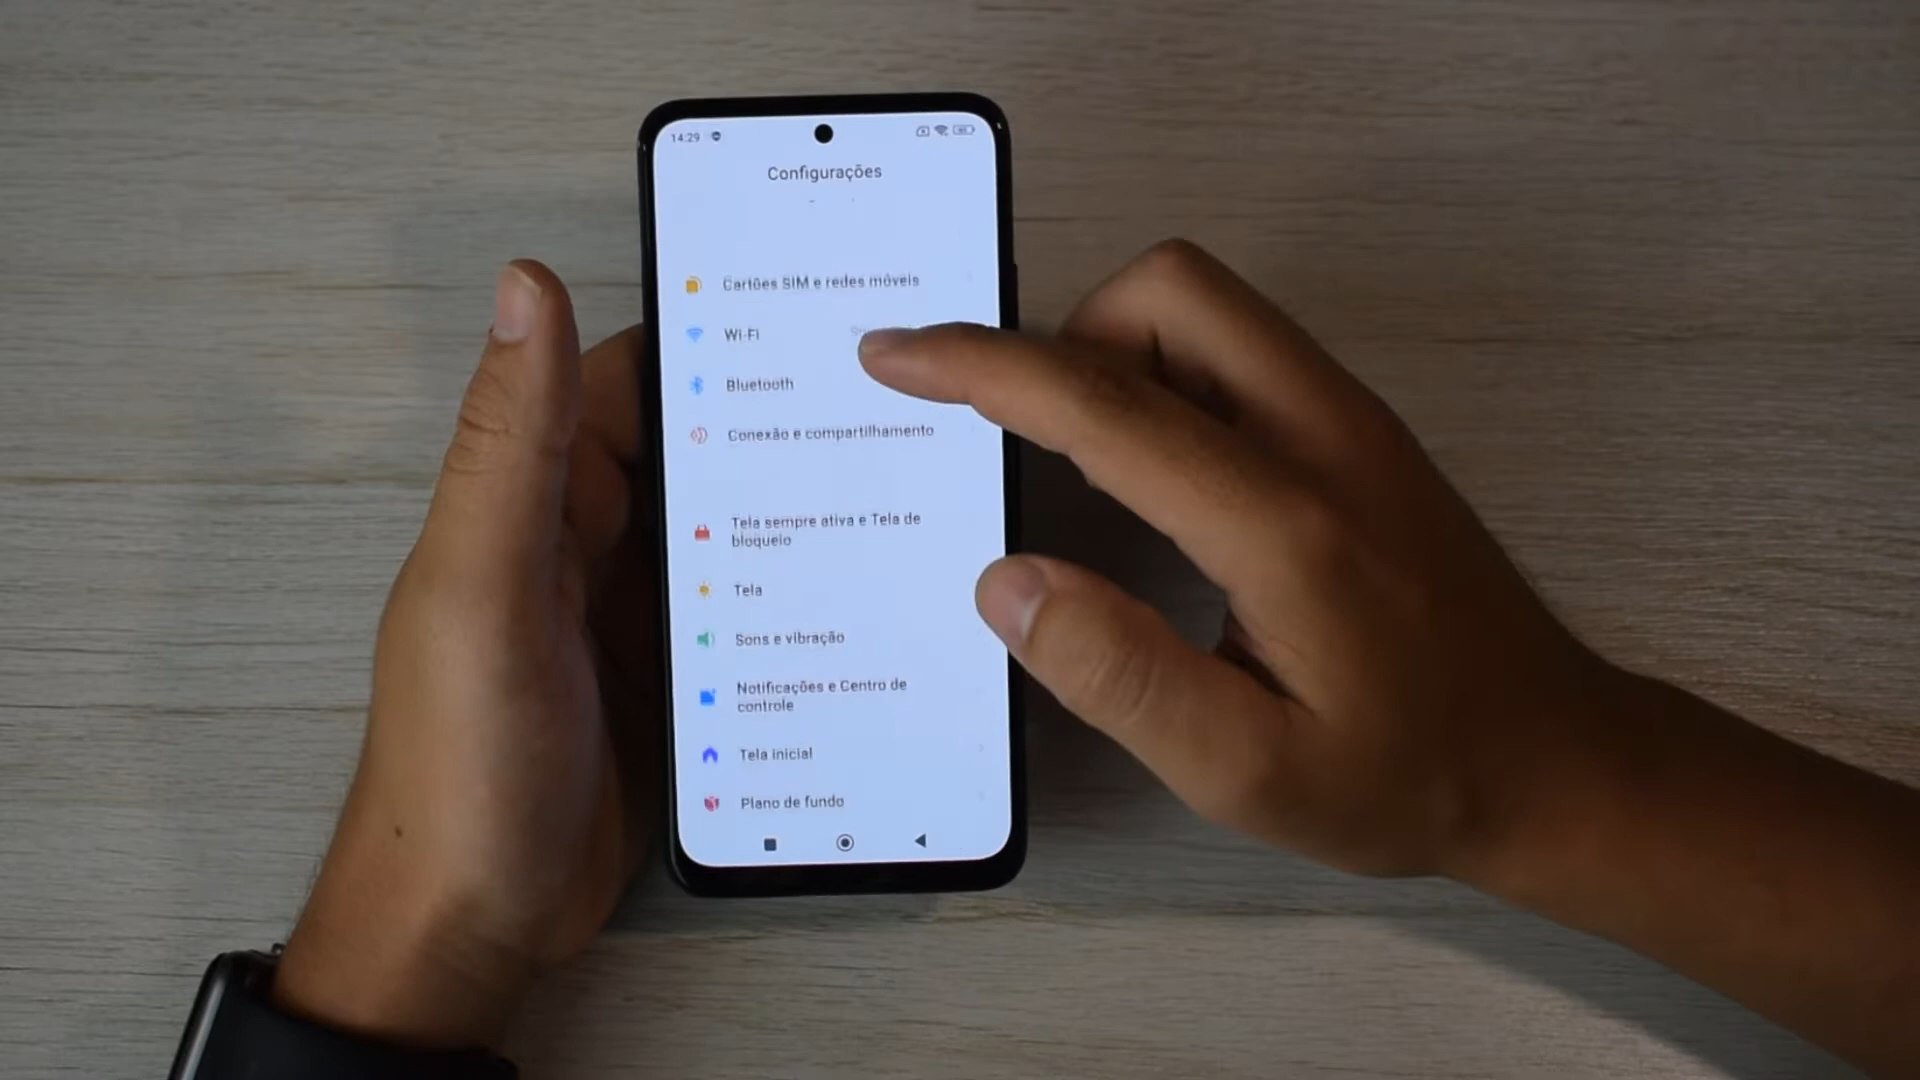 14:29
Configurações
Cartões SIM e redes móveis
Wi-Fi
Bluetooth
Conexão e compartilhamento
Tela sempre ativa e Tela de
bloqueio
Tela
Sons e vibração
Notificações e Centro de
controle
Tela inicial
Plano de fundo